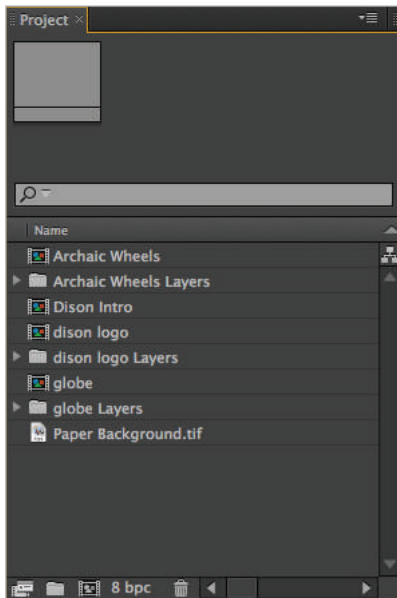 Project
Name
Archaic Wheels
Archaic Wheels Layers
Dison Intro
dison logo
dison logo Layers
globe
globe Layers
Paper Background.tif
8 bpc